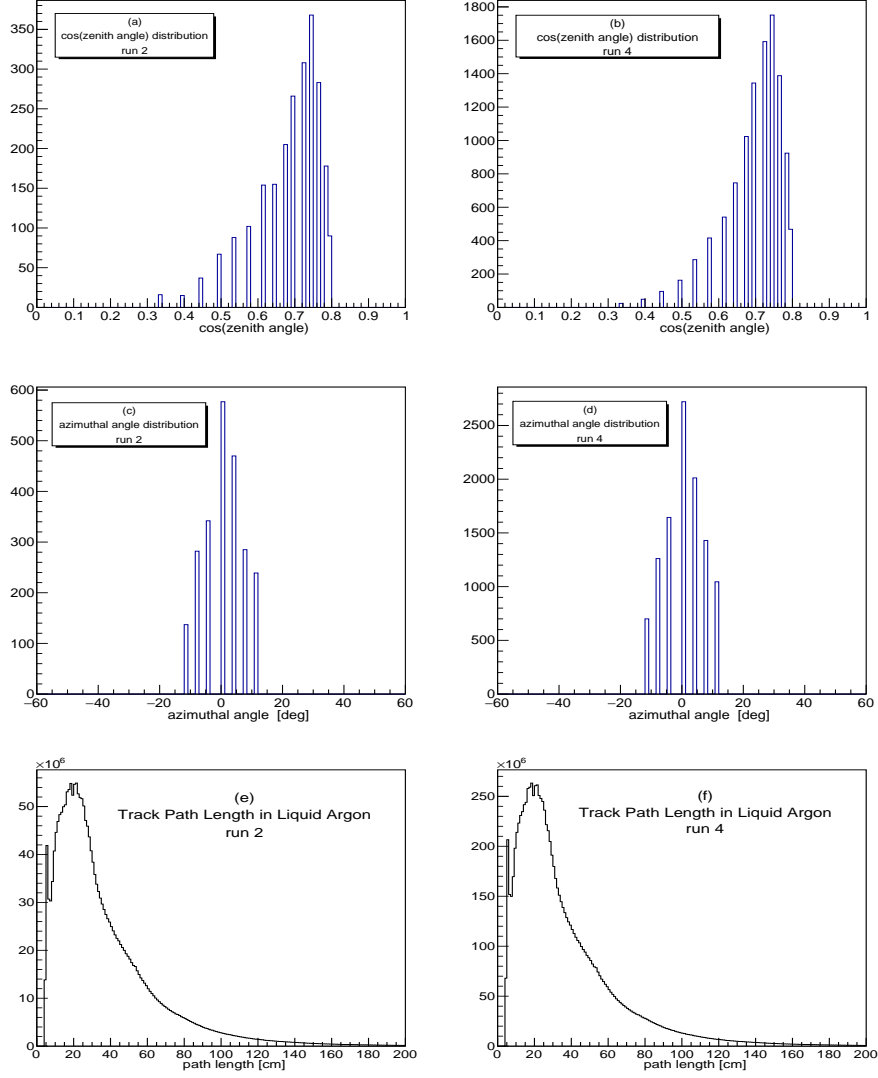 (a)
cos(zenith angle) distribution
run 2
350
300
250
200
150
100
50
0
0 0.1 0.2 0.3 0.4 0.5 0.6 0.7 0.8 0.9 1
cos(zenith angle)
(b)
cos(zenith angle) distribution
run 4
1800
1600
1400
1200
1000
800
600
400
200
0
0 0.1 0.2 0.3 0.4 0.5 0.6 0.7 0.8 0.9 1
cos(zenith angle)
(c)
azimuthal angle distribution
run 2
600
500
400
300
200
100
0
−60 −40 −20 0 20 40 60
azimuthal angle [deg]
(d)
azimuthal angle distribution
run 4
2500
2000
1500
1000
500
0
−60 −40 −20 0 20 40 60
azimuthal angle [deg]
×10⁶
(e)
Track Path Length in Liquid Argon
run 2
50
40
30
20
10
0
0 20 40 60 80 100 120 140 160 180 200
path length [cm]
×10⁶
(f)
Track Path Length in Liquid Argon
run 4
250
200
150
100
50
0
0 20 40 60 80 100 120 140 160 180 200
path length [cm]